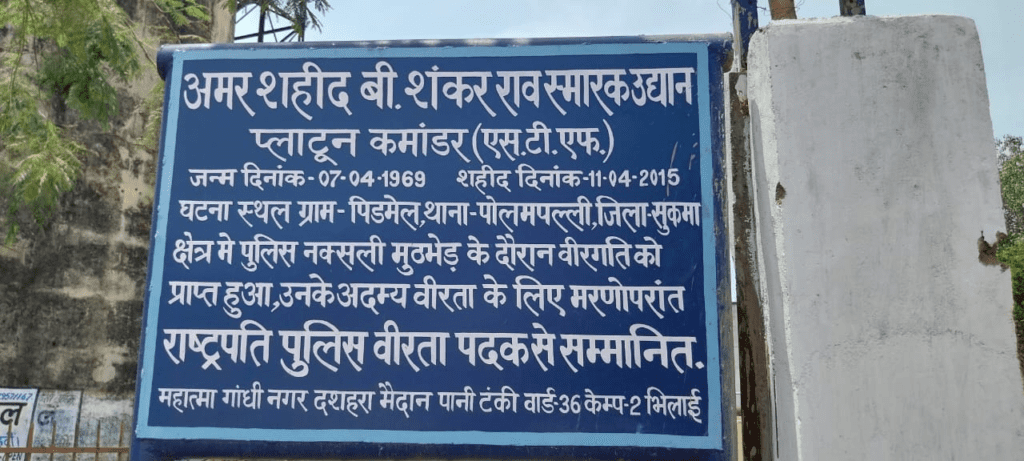 अमर शहीद बी. शंकर राव स्मारक उद्यान
प्लाटून कमांडर (एस.टी.एफ.)
जन्म दिनांक - 07-04-1969 शहीद दिनांक-11-04-2015
घटना स्थल ग्राम- पिडमेल,थाना-पोलमपल्ली,जिला-सुकमा
क्षेत्र मे पुलिस नक्सली मुठभेड़ के दौरान वीरगति को
प्राप्त हुआ,उनके अदम्य वीरता के लिए मरणोपरांत
राष्ट्रपति पुलिस वीरता पदक से सम्मानित.
महात्मा गांधी नगर दशहरा मैदान पानी टंकी वार्ड-36 केम्प-2 भिलाई